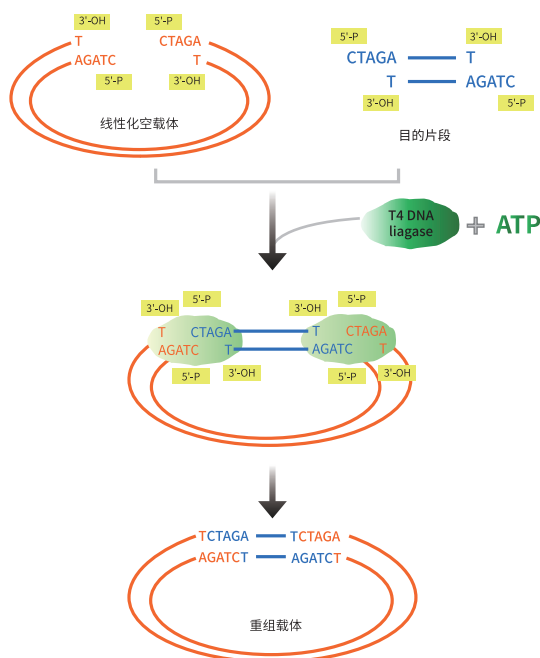 3'-OH 5'-P
T CTAGA
AGATC T
5'-P 3'-OH
线性化空载体
5'-P 3'-OH
CTAGA T
T AGATC
3'-OH 5'-P
目的片段
T4 DNA
liagase
+ ATP
3'-OH 5'-P 3'-OH 5'-P
T CTAGA T CTAGA
AGATC T AGATC T
5'-P 3'-OH 5'-P 3'-OH
TCTAGA TCTAGA
AGATCT AGATCT
重组载体